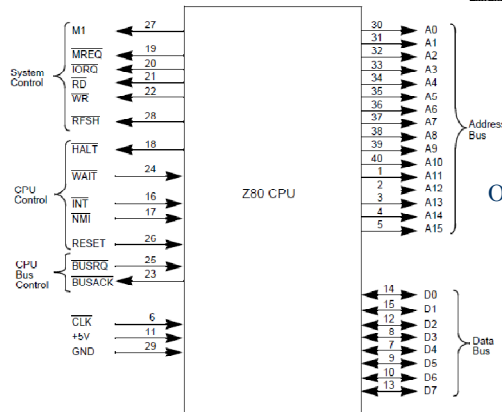 M1 27
MREQ 19
IORQ 20
RD 21
WR 22
RFSH 28
System
Control
HALT 18
WAIT 24
INT 16
NMI 17
RESET 26
CPU
Control
BUSRQ 25
BUSACK 23
CPU
Bus
Control
CLK 6
+5V 11
GND 29
Z80 CPU
30 A0
31 A1
32 A2
33 A3
34 A4
35 A5
36 A6
37 A7
38 A8
39 A9
40 A10
1 A11
2 A12
3 A13
4 A14
5 A15
Address
Bus
O
14 D0
15 D1
12 D2
8 D3
7 D4
9 D5
10 D6
13 D7
Data
Bus